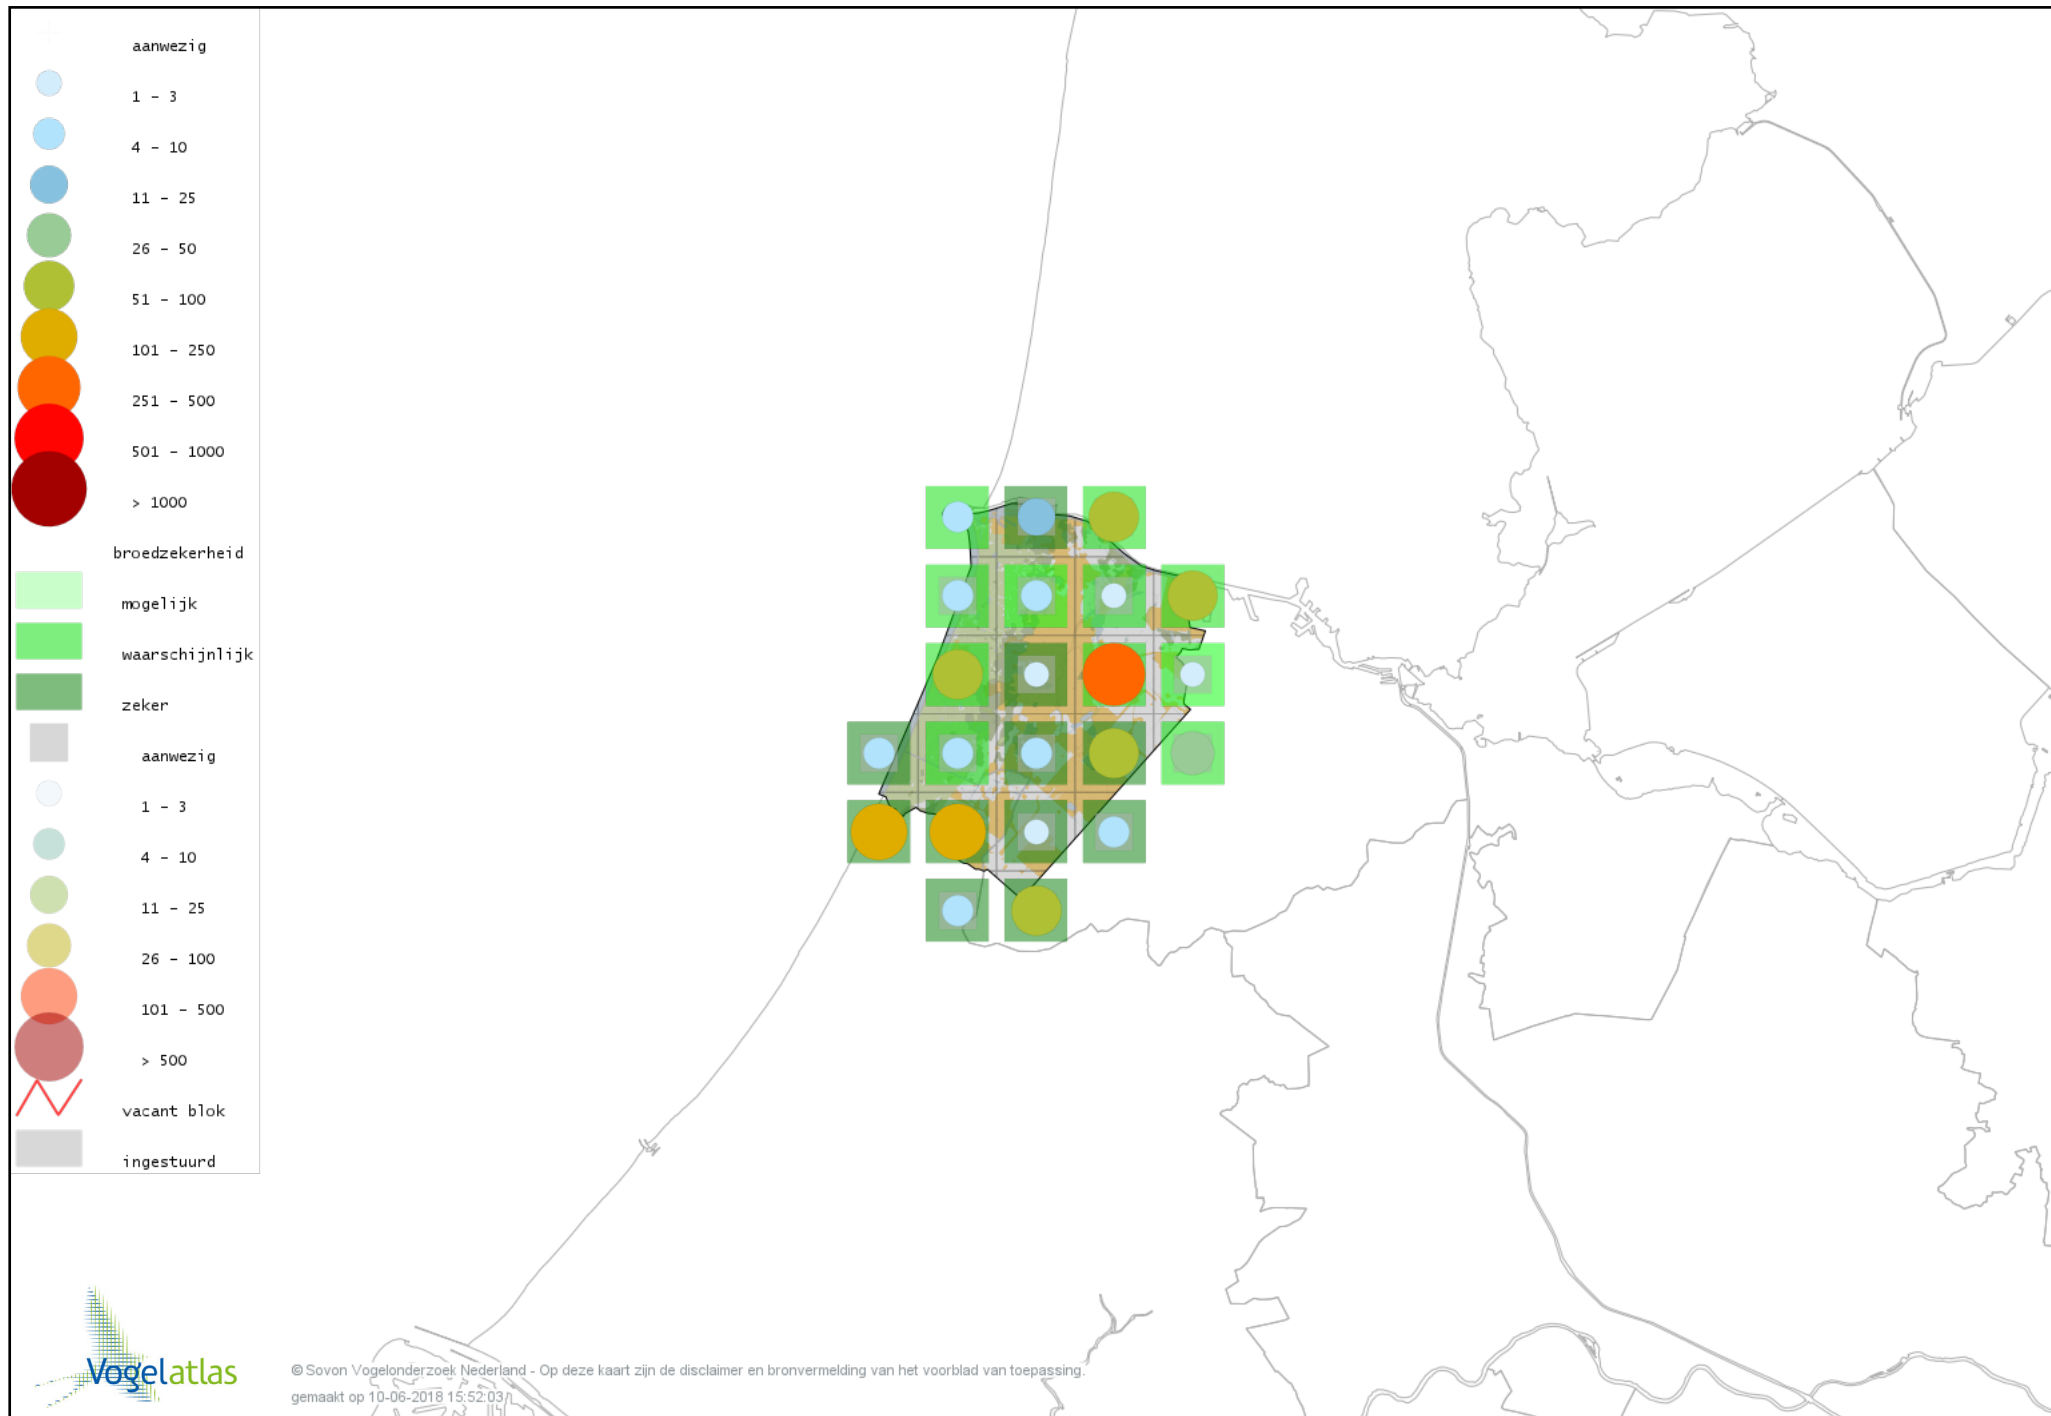 aanwezig
1 - 3
4 - 10
11 - 25
26 - 50
51 - 100
101 - 250
251 - 500
501 - 1000
> 1000
broedzekerheid
mogelijk
waarschijnlijk
zeker
aanwezig
1 - 3
4 - 10
11 - 25
26 - 100
101 - 500
> 500
vacant blok
ingestuurd
Vogelatlas
© Sovon Vogelonderzoek Nederland - Op deze kaart zijn de disclaimer en bronvermelding van het voorblad van toepassing.
gemaakt op 10-06-2018 15:52:03